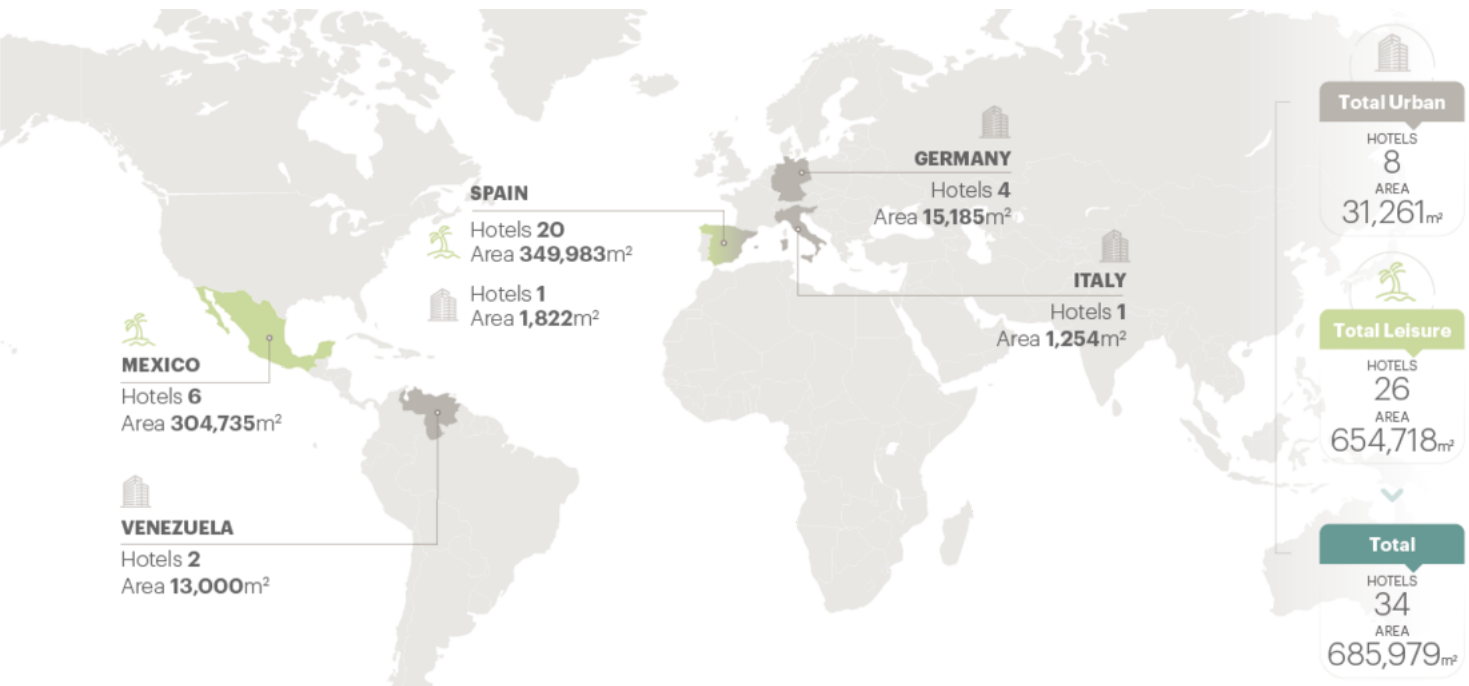 SPAIN
Hotels 20
Area 349,983m²
Hotels 1
Area 1,822m²
GERMANY
Hotels 4
Area 15,185m²
ITALY
Hotels 1
Area 1,254m²
MEXICO
Hotels 6
Area 304,735m²
VENEZUELA
Hotels 2
Area 13,000m²
Total Urban
HOTELS
8
AREA
31,261m²
Total Leisure
HOTELS
26
AREA
654,718m²
Total
HOTELS
34
AREA
685,979m²